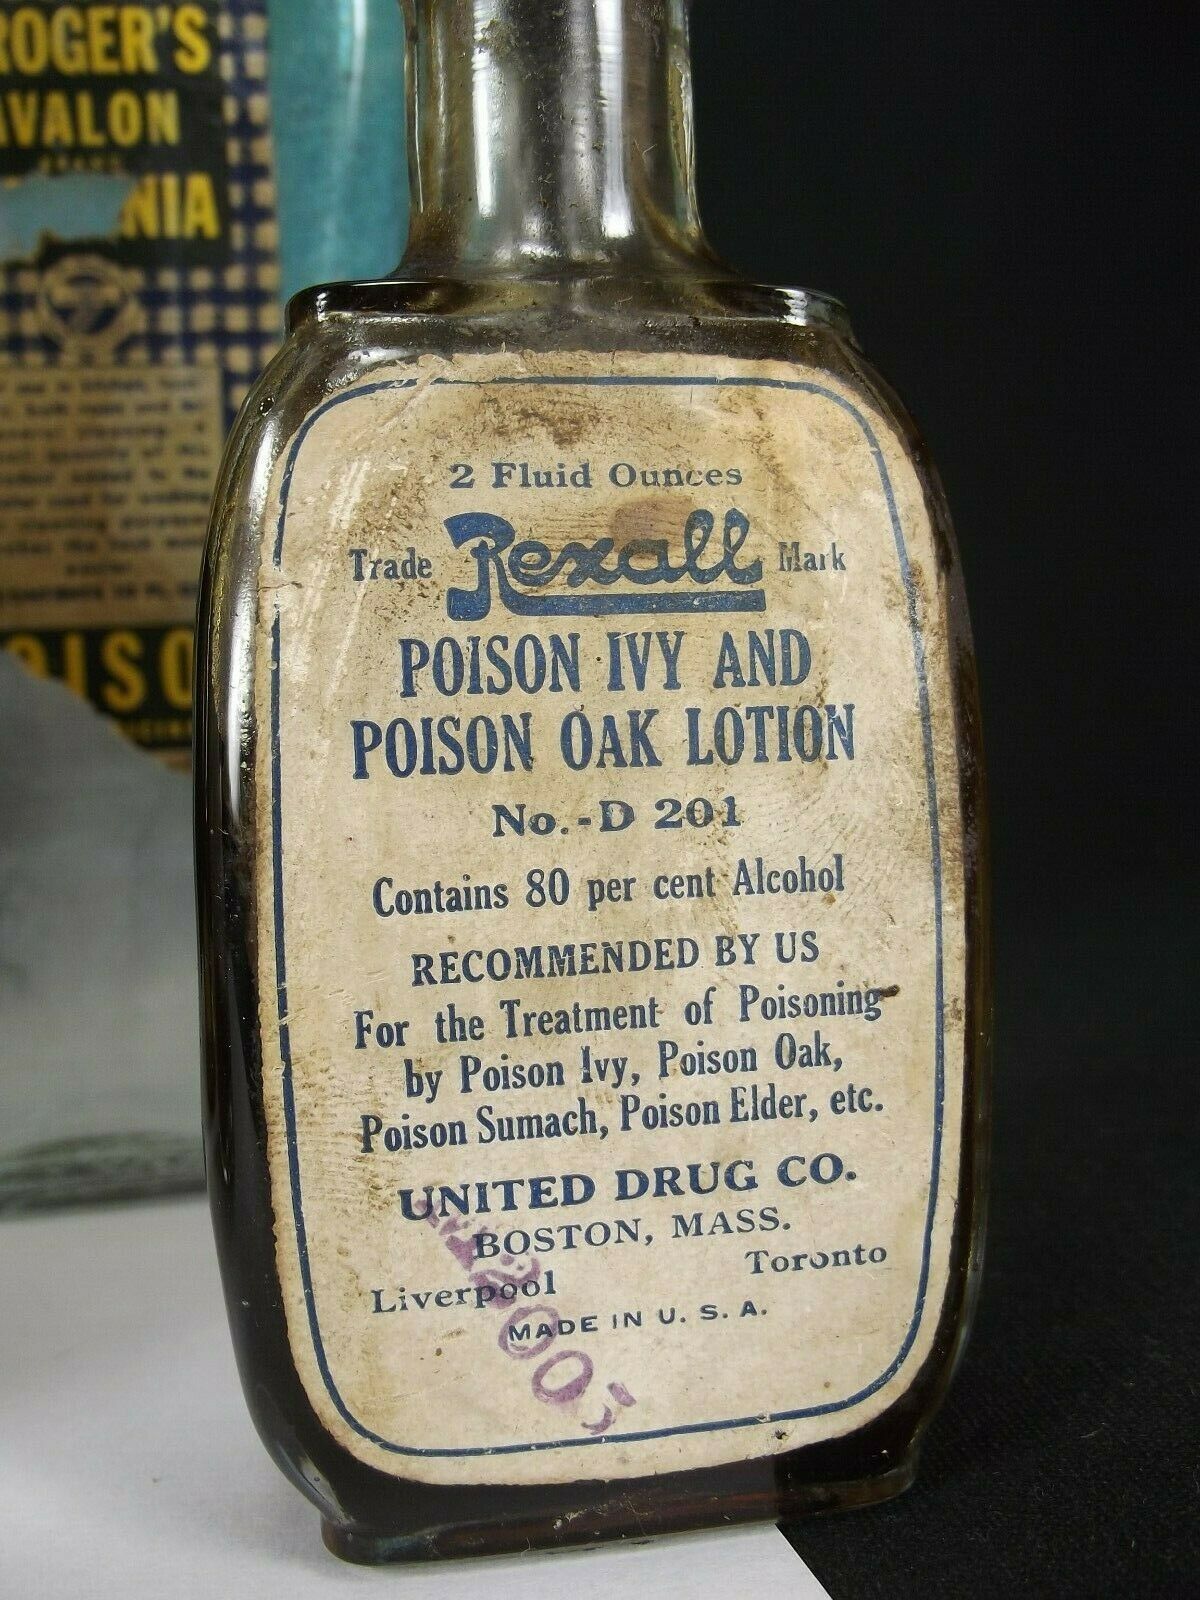 ROGER'S
AVALON
NIA
2 Fluid Ounces
Trade Rexall Mark
POISON IVY AND
POISON OAK LOTION
No.-D 201
Contains 80 per cent Alcohol
RECOMMENDED BY US
For the Treatment of Poisoning
by Poison Ivy, Poison Oak,
Poison Sumach, Poison Elder, etc.
UNITED DRUG CO.
BOSTON, MASS.
Liverpool Toronto
MADE IN U. S. A.